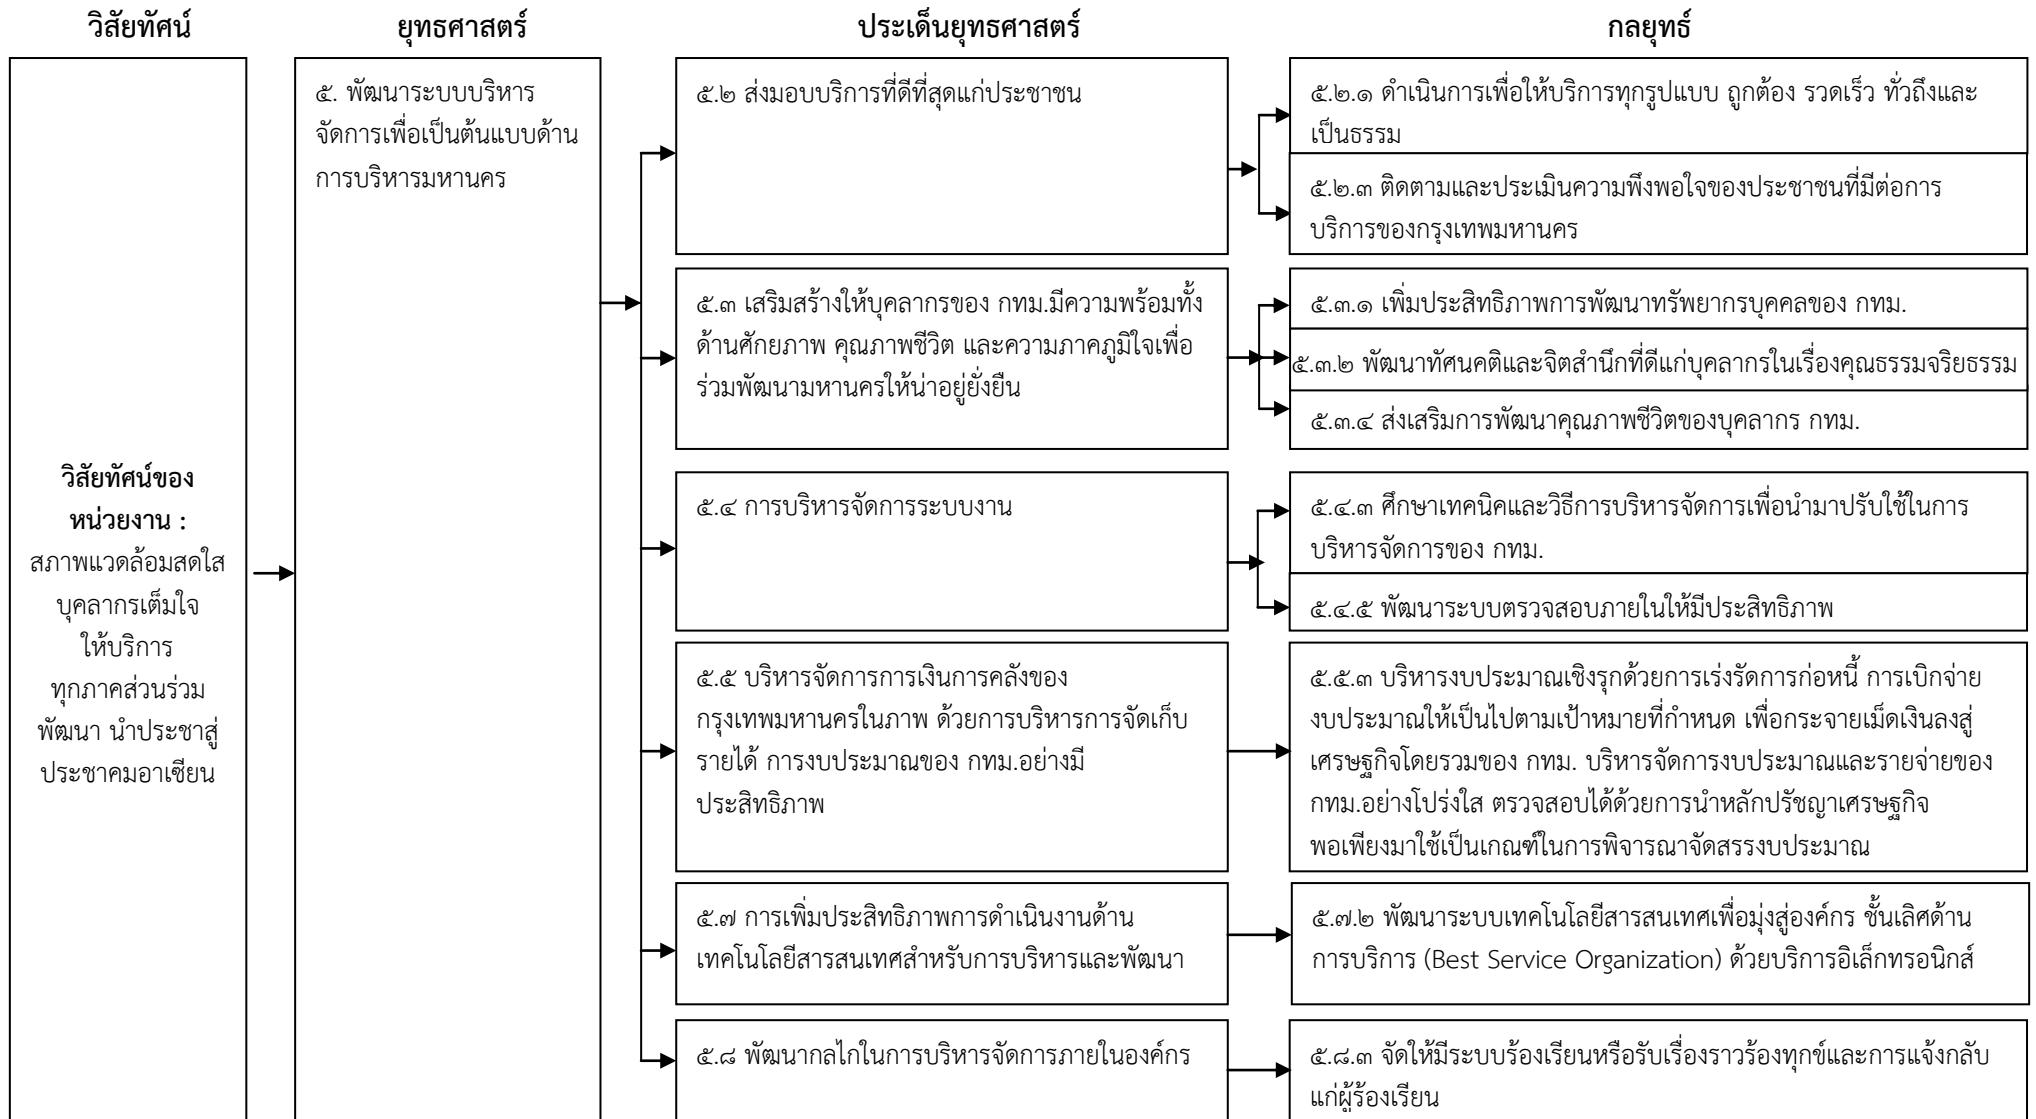 วิสัยทัศน์
ยุทธศาสตร์
ประเด็นยุทธศาสตร์
กลยุทธ์
วิสัยทัศน์ของ
หน่วยงาน :
สภาพแวดล้อมสดใส
บุคลากรเต็มใจ
ให้บริการ
ทุกภาคส่วนร่วม
พัฒนา นำประชาสู่
ประชาคมอาเซียน
๕. พัฒนาระบบบริหาร
จัดการเพื่อเป็นต้นแบบด้าน
การบริหารมหานคร
๕.๒ ส่งมอบบริการที่ดีที่สุดแก่ประชาชน
๕.๒.๑ ดำเนินการเพื่อให้บริการทุกรูปแบบ ถูกต้อง รวดเร็ว ทั่วถึงและ
เป็นธรรม
๕.๒.๓ ติดตามและประเมินความพึงพอใจของประชาชนที่มีต่อการ
บริการของกรุงเทพมหานคร
๕.๓ เสริมสร้างให้บุคลากรของ กทม.มีความพร้อมทั้ง
ด้านศักยภาพ คุณภาพชีวิต และความภาคภูมิใจเพื่อ
ร่วมพัฒนามหานครให้น่าอยู่ยั่งยืน
๕.๓.๑ เพิ่มประสิทธิภาพการพัฒนาทรัพยากรบุคคลของ กทม.
๕.๓.๒ พัฒนาทัศนคติและจิตสำนึกที่ดีแก่บุคลากรในเรื่องคุณธรรมจริยธรรม
๕.๓.๔ ส่งเสริมการพัฒนาคุณภาพชีวิตของบุคลากร กทม.
๕.๔ การบริหารจัดการระบบงาน
๕.๔.๓ ศึกษาเทคนิคและวิธีการบริหารจัดการเพื่อนำมาปรับใช้ในการ
บริหารจัดการของ กทม.
๕.๔.๕ พัฒนาระบบตรวจสอบภายในให้มีประสิทธิภาพ
๕.๕ บริหารจัดการการเงินการคลังของ
กรุงเทพมหานครในภาพ ด้วยการบริหารการจัดเก็บ
รายได้ การงบประมาณของ กทม.อย่างมี
ประสิทธิภาพ
๕.๕.๓ บริหารงบประมาณเชิงรุกด้วยการเร่งรัดการก่อหนี้ การเบิกจ่าย
งบประมาณให้เป็นไปตามเป้าหมายที่กำหนด เพื่อกระจายเม็ดเงินลงสู่
เศรษฐกิจโดยรวมของ กทม. บริหารจัดการงบประมาณและรายจ่ายของ
กทม.อย่างโปร่งใส ตรวจสอบได้ด้วยการนำหลักปรัชญาเศรษฐกิจ
พอเพียงมาใช้เป็นเกณฑ์ในการพิจารณาจัดสรรงบประมาณ
๕.๗ การเพิ่มประสิทธิภาพการดำเนินงานด้าน
เทคโนโลยีสารสนเทศสำหรับการบริหารและพัฒนา
๕.๗.๒ พัฒนาระบบเทคโนโลยีสารสนเทศเพื่อมุ่งสู่องค์กร ชั้นเลิศด้าน
การบริการ (Best Service Organization) ด้วยบริการอิเล็กทรอนิกส์
๕.๘ พัฒนากลไกในการบริหารจัดการภายในองค์กร
๕.๘.๓ จัดให้มีระบบร้องเรียนหรือรับเรื่องราวร้องทุกข์และการแจ้งกลับ
แก่ผู้ร้องเรียน